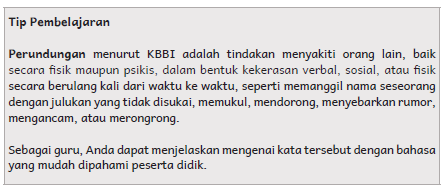 Tip Pembelajaran
Perundungan menurut KBBI adalah tindakan menyakiti orang lain, baik
secara fisik maupun psikis, dalam bentuk kekerasan verbal, sosial, atau fisik
secara berulang kali dari waktu ke waktu, seperti memanggil nama seseorang
dengan julukan yang tidak disukai, memukul, mendorong, menyebarkan rumor,
mengancam, atau merongrong.
Sebagai guru, Anda dapat menjelaskan mengenai kata tersebut dengan bahasa
yang mudah dipahami peserta didik.